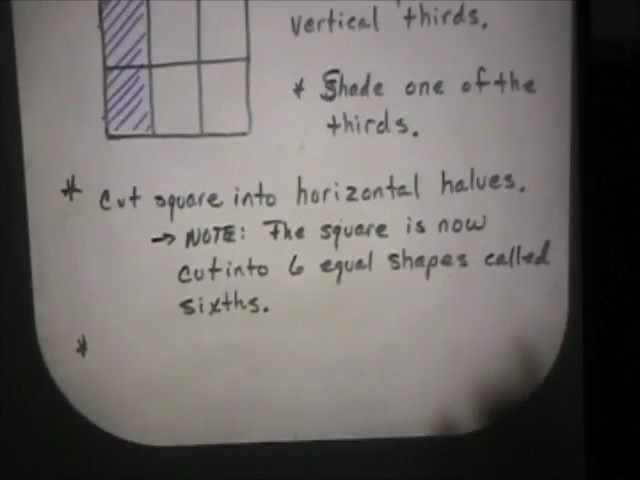 vertical thirds.
* Shade one of the
thirds.
* Cut square into horizontal halves.
→ NOTE: The square is now
cut into 6 equal shapes called
sixths.
*